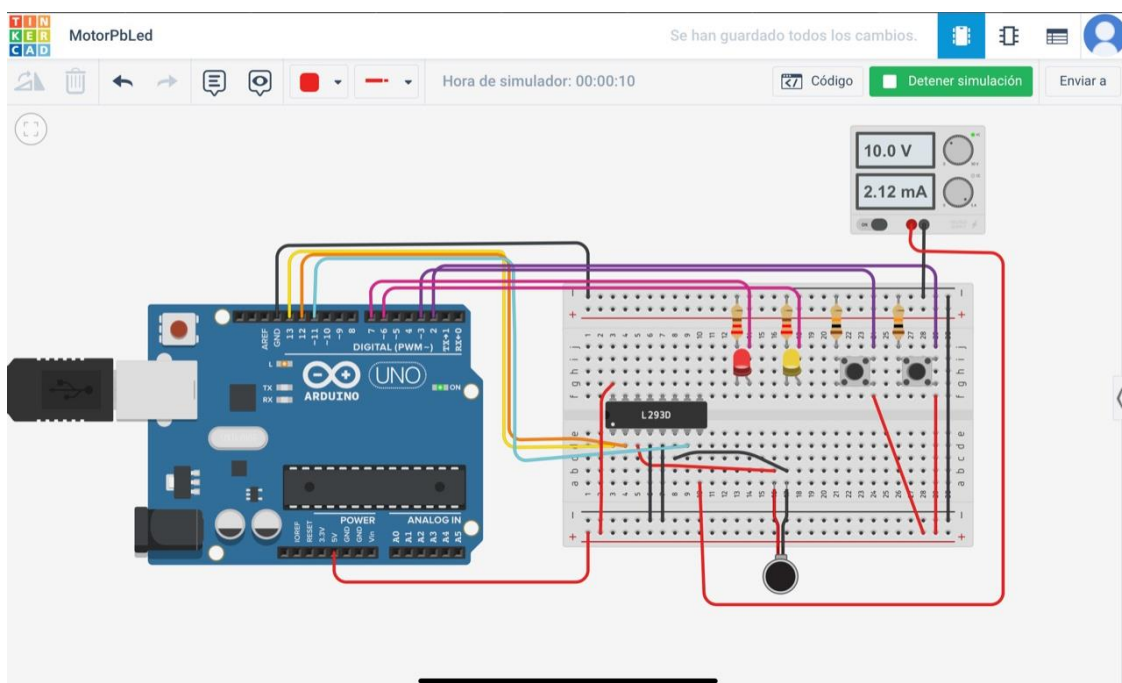 TIN
KER
CAD
MotorPbLed
Se han guardado todos los cambios.
Hora de simulador: 00:00:10
Código
Detener simulación
Enviar a
10.0 V
2.12 mA
ON
AREF
GND
13
12
~11
~10
~9
8
7
~6
~5
4
~3
2
TX→1
RX←0
DIGITAL (PWM~)
L
TX
RX
ARDUINO
UNO
ON
IOREF
RESET
3.3V
5V
GND
GND
Vin
POWER
A0
A1
A2
A3
A4
A5
ANALOG IN
L293D